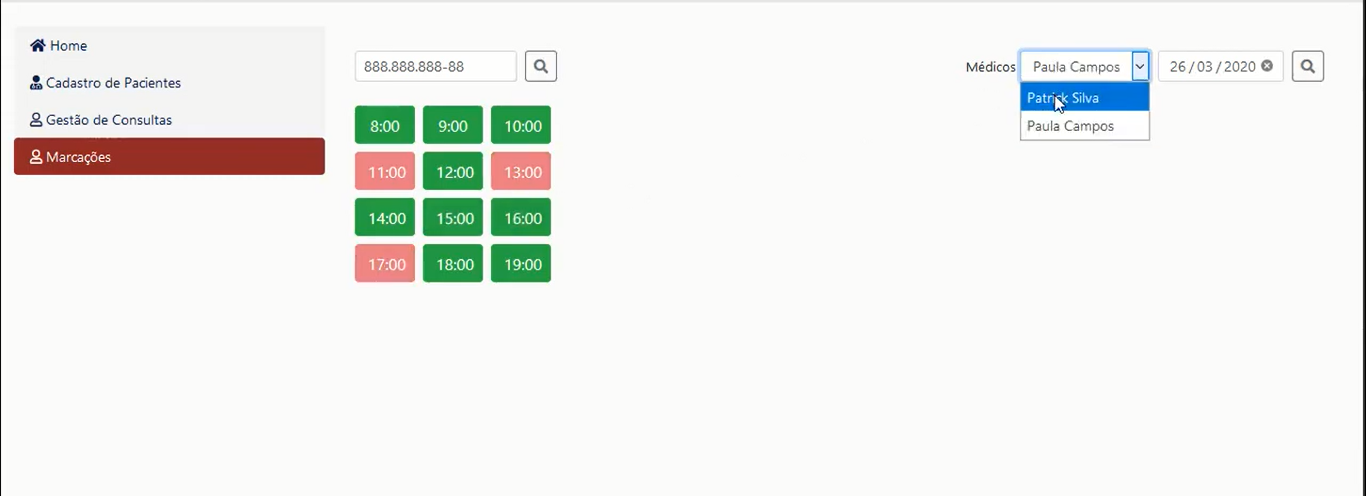 Home
Cadastro de Pacientes
Gestão de Consultas
Marcações
888.888.888-88
8:00 9:00 10:00
11:00 12:00 13:00
14:00 15:00 16:00
17:00 18:00 19:00
Médicos Paula Campos 26 / 03 / 2020
Patrick Silva
Paula Campos